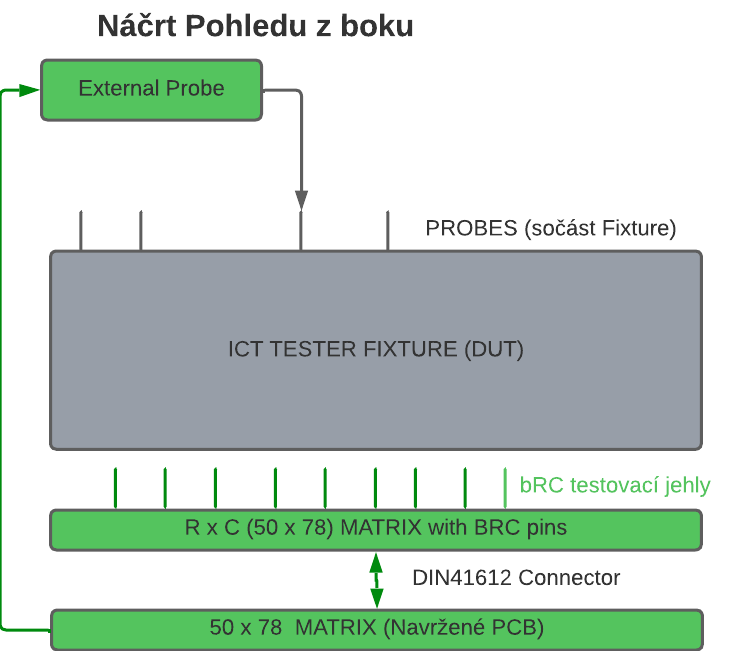 Náčrt Pohledu z boku
External Probe
PROBES (sočást Fixture)
ICT TESTER FIXTURE (DUT)
bRC testovací jehly
R x C (50 x 78) MATRIX with BRC pins
DIN41612 Connector
50 x 78 MATRIX (Navržené PCB)